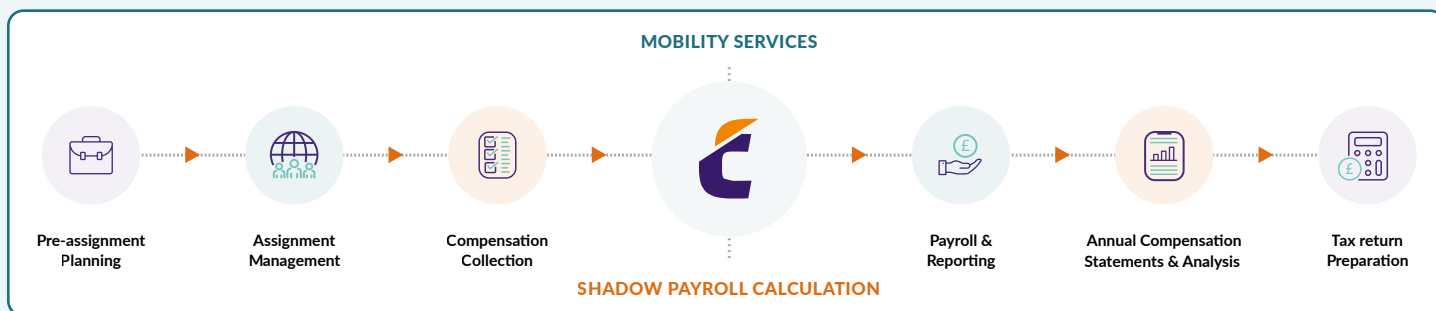 MOBILITY SERVICES
Pre-assignment
Planning
Assignment
Management
Compensation
Collection
£
Payroll &
Reporting
Annual Compensation
Statements & Analysis
£
Tax return
Preparation
SHADOW PAYROLL CALCULATION